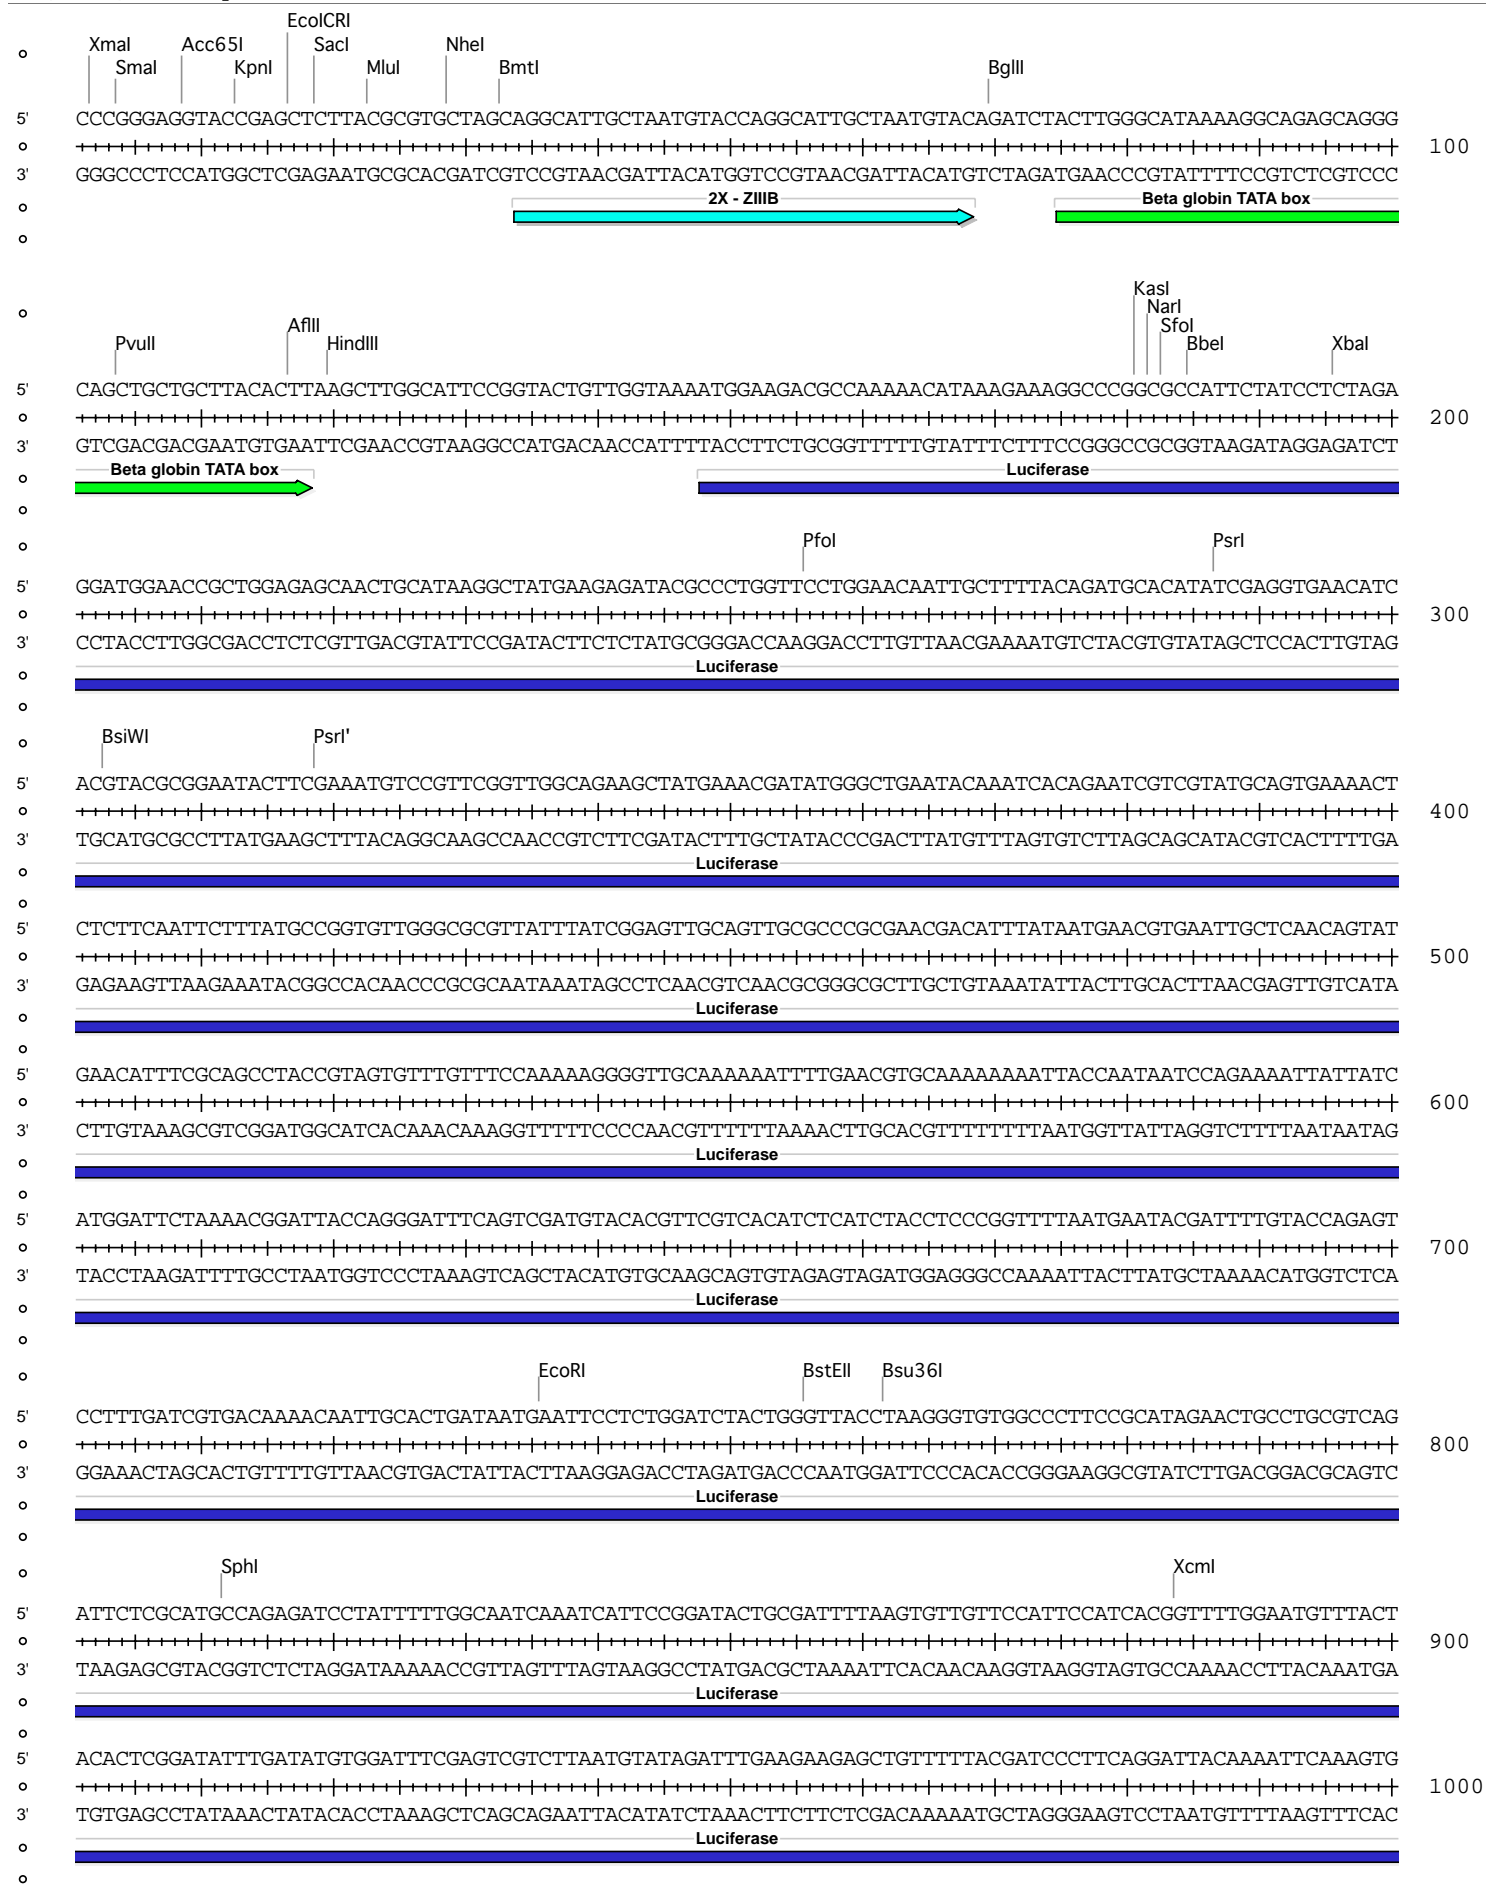 EcoICRI
XmaI Acc65I SacI NheI
SmaI KpnI MluI BmtI BglII
5' CCCGGGAGGTACCGAGCTCTTACGCGTGCTAGCAGGCATTGCTAATGTACCAGGCATTGCTAATGTACAGATCTACTTGGGCATAAAAGGCAGAGCAGGG
100
3' GGGCCCTCCATGGCTCGAGAATGCGCACGATCGTCCGTAACGATTACATGGTCCGTAACGATTACATGTCTAGATGAACCCGTATTTTCCGTCTCGTCCC
2X - ZIIIB Beta globin TATA box
KasI
NarI
AflII SfoI
PvuII HindIII BbeI XbaI
5' CAGCTGCTGCTTACACTTAAGCTTGGCATTCCGGTACTGTTGGTAAAATGGAAGACGCCAAAAACATAAAGAAAGGCCCGGCGCCATTCTATCCTCTAGA
200
3' GTCGACGACGAATGTGAATTCGAACCGTAAGGCCATGACAACCATTTTACCTTCTGCGGTTTTTGTATTTCTTTCCGGGCCGCGGTAAGATAGGAGATCT
Beta globin TATA box Luciferase
PfoI PsrI
5' GGATGGAACCGCTGGAGAGCAACTGCATAAGGCTATGAAGAGATACGCCCTGGTTCCTGGAACAATTGCTTTTACAGATGCACATATCGAGGTGAACATC
300
3' CCTACCTTGGCGACCTCTCGTTGACGTATTCCGATACTTCTCTATGCGGGACCAAGGACCTTGTTAACGAAAATGTCTACGTGTATAGCTCCACTTGTAG
Luciferase
BsiWI PsrI'
5' ACGTACGCGGAATACTTCGAAATGTCCGTTCGGTTGGCAGAAGCTATGAAACGATATGGGCTGAATACAAATCACAGAATCGTCGTATGCAGTGAAAACT
400
3' TGCATGCGCCTTATGAAGCTTTACAGGCAAGCCAACCGTCTTCGATACTTTGCTATACCCGACTTATGTTTAGTGTCTTAGCAGCATACGTCACTTTTGA
Luciferase
5' CTCTTCAATTCTTTATGCCGGTGTTGGGCGCGTTATTTATCGGAGTTGCAGTTGCGCCCGCGAACGACATTTATAATGAACGTGAATTGCTCAACAGTAT
500
3' GAGAAGTTAAGAAATACGGCCACAACCCGCGCAATAAATAGCCTCAACGTCAACGCGGGCGCTTGCTGTAAATATTACTTGCACTTAACGAGTTGTCATA
Luciferase
5' GAACATTTCGCAGCCTACCGTAGTGTTTGTTTCCAAAAAGGGGTTGCAAAAAATTTTGAACGTGCAAAAAAAATTACCAATAATCCAGAAAATTATTATC
600
3' CTTGTAAAGCGTCGGATGGCATCACAAACAAAGGTTTTTCCCCAACGTTTTTTAAAACTTGCACGTTTTTTTTAATGGTTATTAGGTCTTTTAATAATAG
Luciferase
5' ATGGATTCTAAAACGGATTACCAGGGATTTCAGTCGATGTACACGTTCGTCACATCTCATCTACCTCCCGGTTTTAATGAATACGATTTTGTACCAGAGT
700
3' TACCTAAGATTTTGCCTAATGGTCCCTAAAGTCAGCTACATGTGCAAGCAGTGTAGAGTAGATGGAGGGCCAAAATTACTTATGCTAAAACATGGTCTCA
Luciferase
EcoRI BstEII Bsu36I
5' CCTTTGATCGTGACAAAACAATTGCACTGATAATGAATTCCTCTGGATCTACTGGGTTACCTAAGGGTGTGGCCCTTCCGCATAGAACTGCCTGCGTCAG
800
3' GGAAACTAGCACTGTTTTGTTAACGTGACTATTACTTAAGGAGACCTAGATGACCCAATGGATTCCCACACCGGGAAGGCGTATCTTGACGGACGCAGTC
Luciferase
SphI XcmI
5' ATTCTCGCATGCCAGAGATCCTATTTTTGGCAATCAAATCATTCCGGATACTGCGATTTTAAGTGTTGTTCCATTCCATCACGGTTTTGGAATGTTTACT
900
3' TAAGAGCGTACGGTCTCTAGGATAAAAACCGTTAGTTTAGTAAGGCCTATGACGCTAAAATTCACAACAAGGTAAGGTAGTGCCAAAACCTTACAAATGA
Luciferase
5' ACACTCGGATATTTGATATGTGGATTTCGAGTCGTCTTAATGTATAGATTTGAAGAAGAGCTGTTTTTACGATCCCTTCAGGATTACAAAATTCAAAGTG
1000
3' TGTGAGCCTATAAACTATACACCTAAAGCTCAGCAGAATTACATATCTAAACTTCTTCTCGACAAAAATGCTAGGGAAGTCCTAATGTTTTAAGTTTCAC
Luciferase